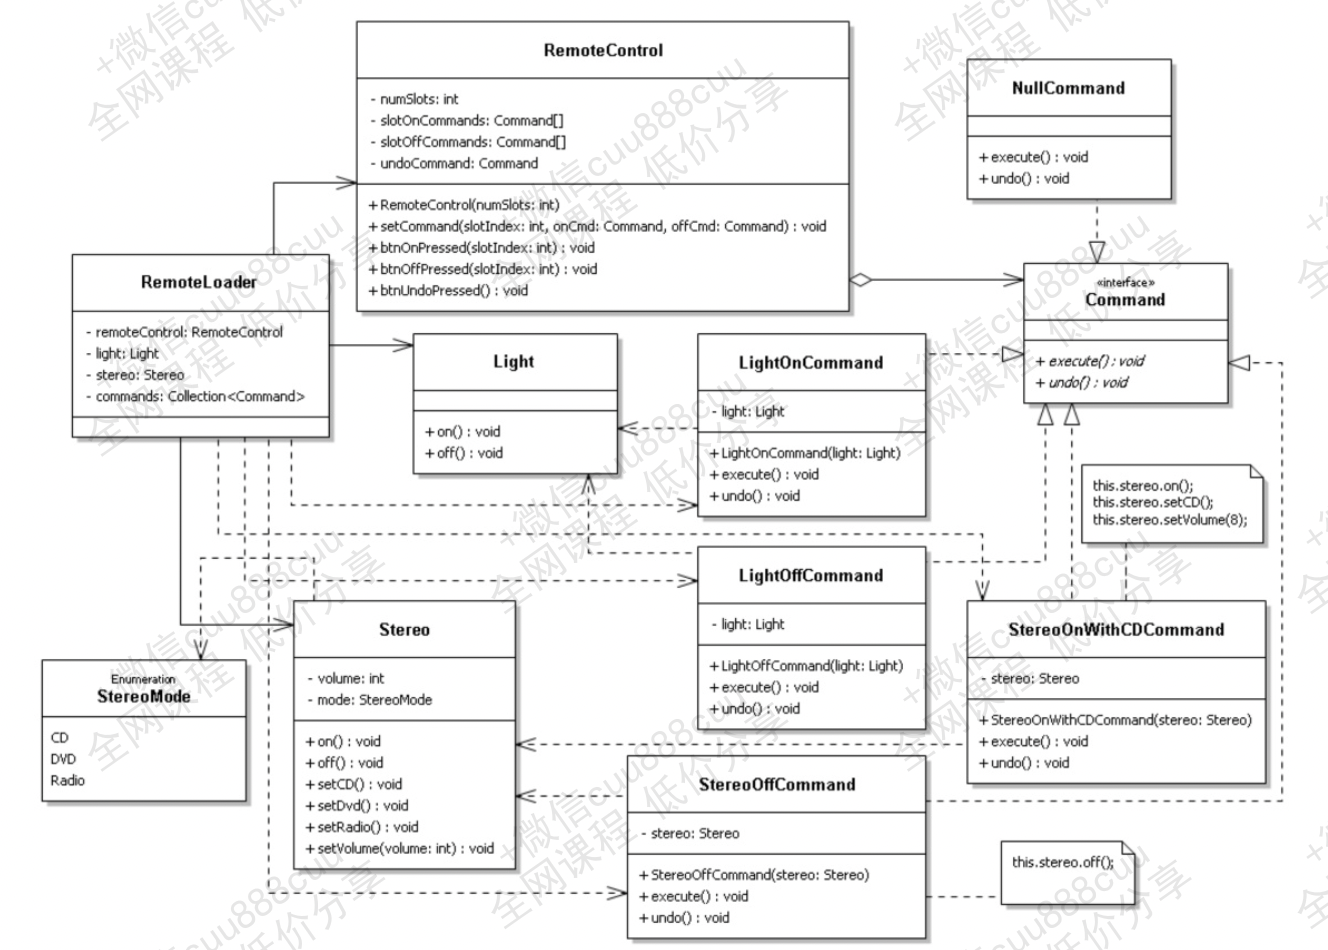 RemoteControl
- numSlots: int
- slotOnCommands: Command[]
- slotOffCommands: Command[]
- undoCommand: Command
+ RemoteControl(numSlots: int)
+ setCommand(slotIndex: int, onCmd: Command, offCmd: Command) : void
+ btnOnPressed(slotIndex: int) : void
+ btnOffPressed(slotIndex: int) : void
+ btnUndoPressed() : void
NullCommand
+ execute() : void
+ undo() : void
RemoteLoader
- remoteControl: RemoteControl
- light: Light
- stereo: Stereo
- commands: Collection<Command>
«interface»
Command
+ execute() : void
+ undo() : void
Light
+ on() : void
+ off() : void
LightOnCommand
- light: Light
+ LightOnCommand(light: Light)
+ execute() : void
+ undo() : void
this.stereo.on();
this.stereo.setCD();
this.stereo.setVolume(8);
LightOffCommand
- light: Light
+ LightOffCommand(light: Light)
+ execute() : void
+ undo() : void
Stereo
- volume: int
- mode: StereoMode
+ on() : void
+ off() : void
+ setCD() : void
+ setDvd() : void
+ setRadio() : void
+ setVolume(volume: int) : void
StereoOnWithCDCommand
- stereo: Stereo
+ StereoOnWithCDCommand(stereo: Stereo)
+ execute() : void
+ undo() : void
Enumeration
StereoMode
CD
DVD
Radio
StereoOffCommand
- stereo: Stereo
+ StereoOffCommand(stereo: Stereo)
+ execute() : void
+ undo() : void
this.stereo.off();
+微信cuu888cuu
全网课程 低价分享